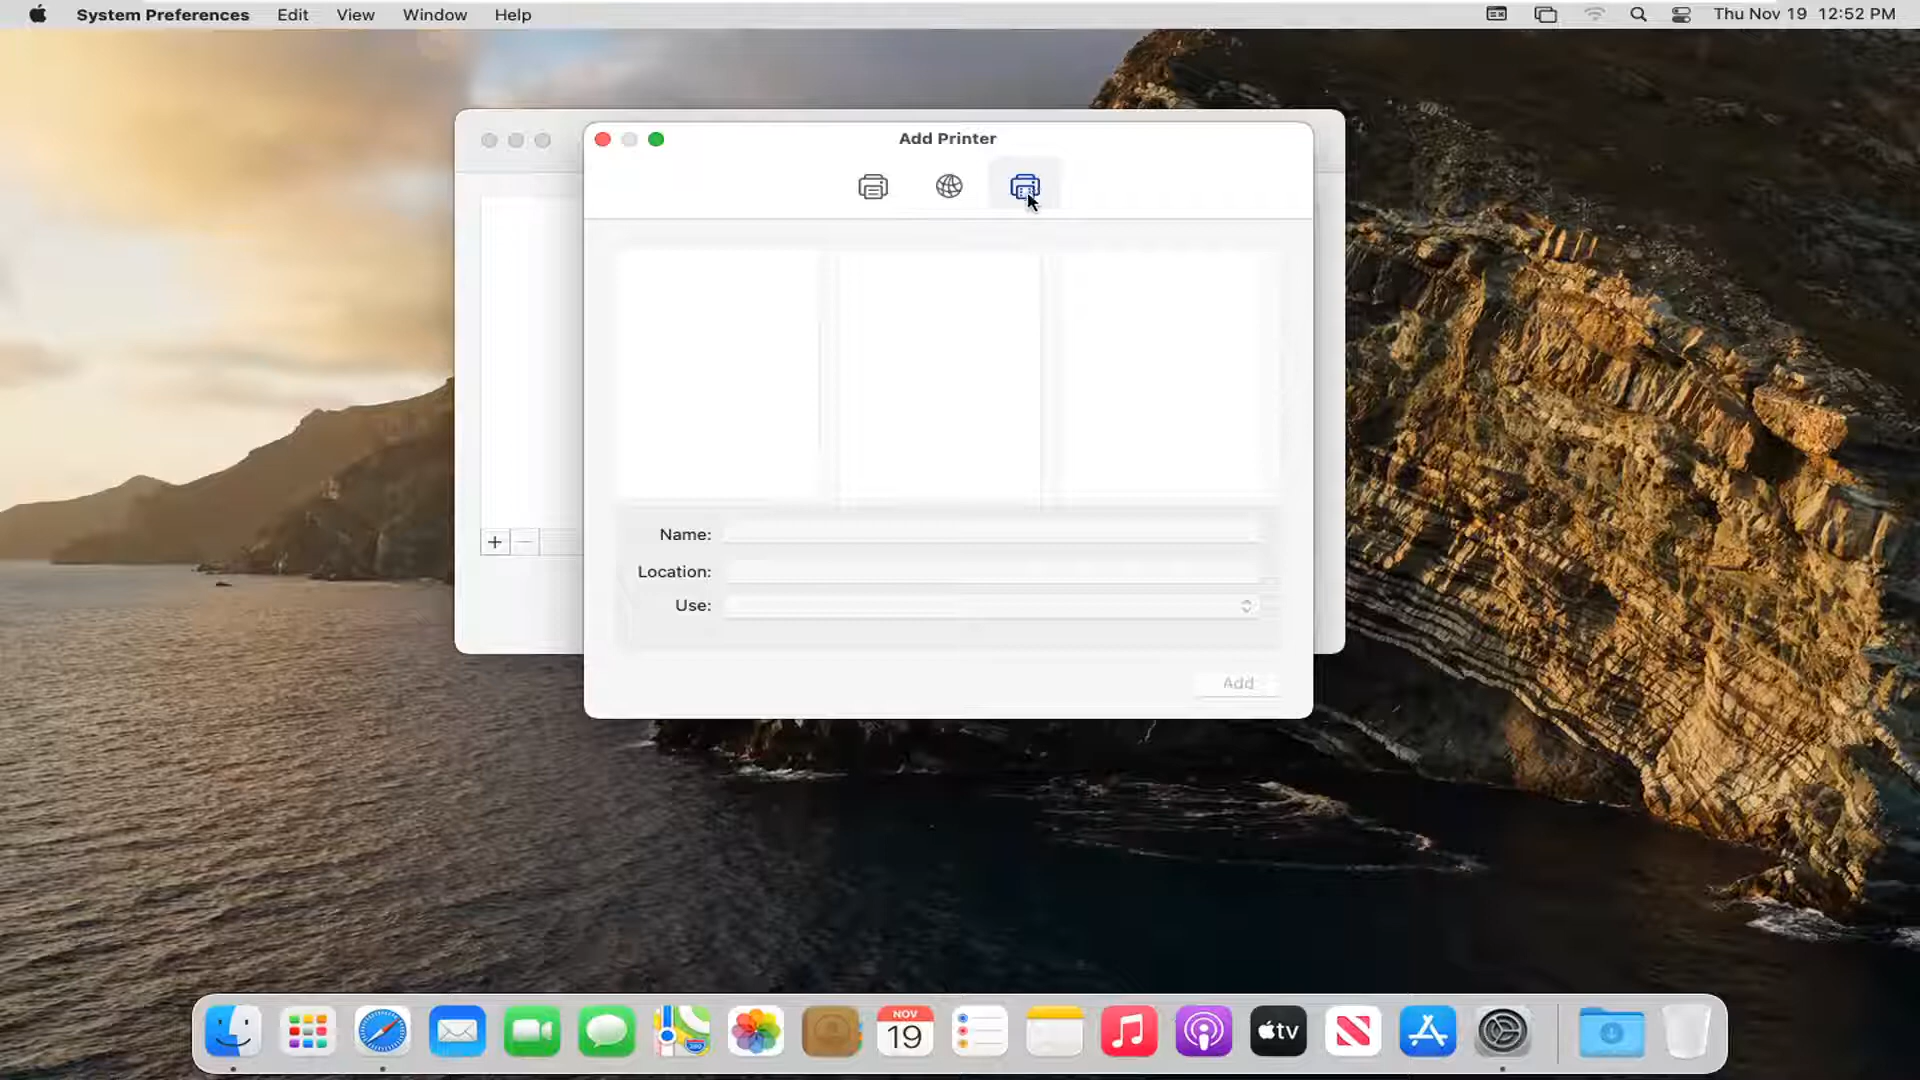 System Preferences Edit View Window Help Thu Nov 19 12:52 PM
Add Printer
Name:
Location:
Use:
Add
NOV
19
tv